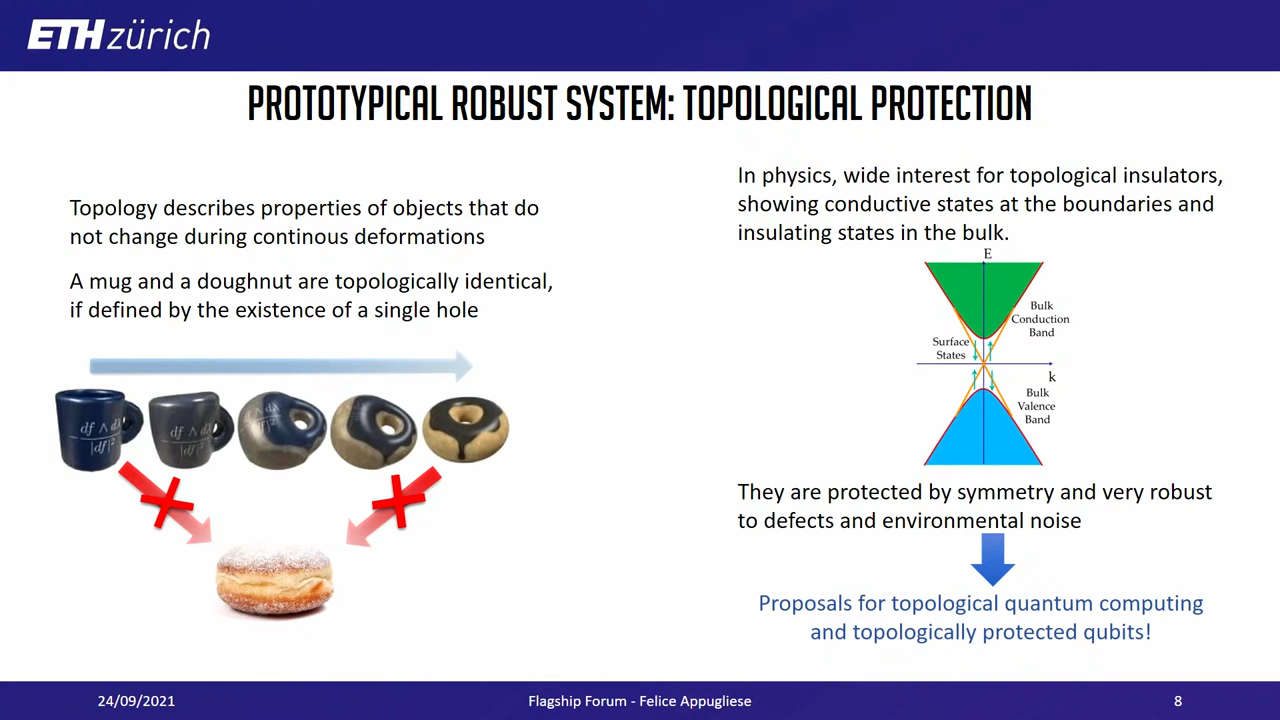 ETH zürich
PROTOTYPICAL ROBUST SYSTEM: TOPOLOGICAL PROTECTION
Topology describes properties of objects that do
not change during continous deformations
A mug and a doughnut are topologically identical,
if defined by the existence of a single hole
In physics, wide interest for topological insulators,
showing conductive states at the boundaries and
insulating states in the bulk.
E
Bulk
Conduction
Band
Surface
States
k
Bulk
Valence
Band
They are protected by symmetry and very robust
to defects and environmental noise
Proposals for topological quantum computing
and topologically protected qubits!
24/09/2021
Flagship Forum - Felice Appugliese
8